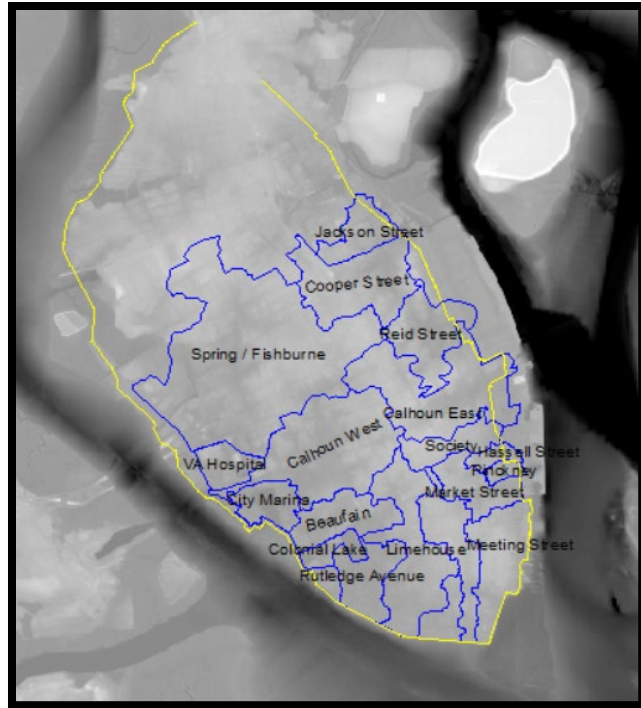 Jackson Street
Cooper Street
Reid Street
Spring / Fishburne
Calhoun East
Calhoun West
Society
Hassell Street
VA Hospital
Pinckney
Market Street
City Marina
Beaufain
Colonial Lake
Limehouse
Meeting Street
Rutledge Avenue